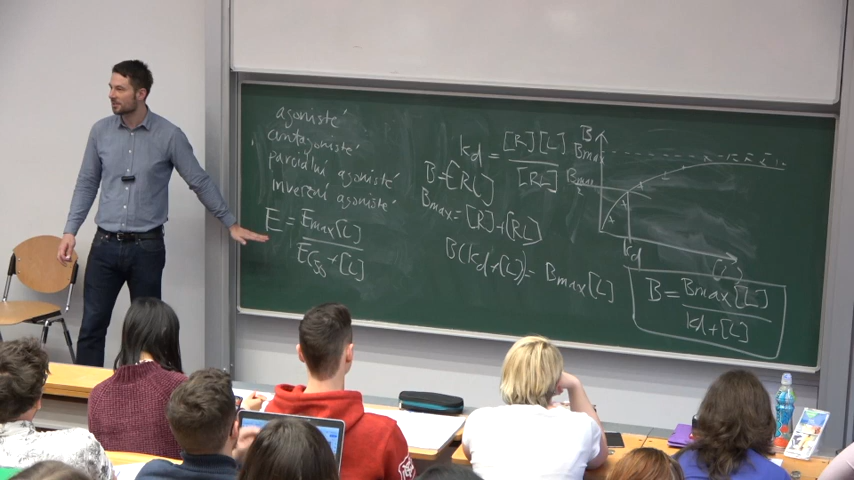 agonisté
antagonisté
parciální agonisté
inverzní agonisté
E = Emax[L]
EC50+[L]
kd = [R][L]
[RL]
B=[RL]
Bmax=[R]+[RL]
B(kd+[L])=Bmax[L]
B
Bmax
Bmax
kd
[L]
B = Bmax[L]
kd+[L]